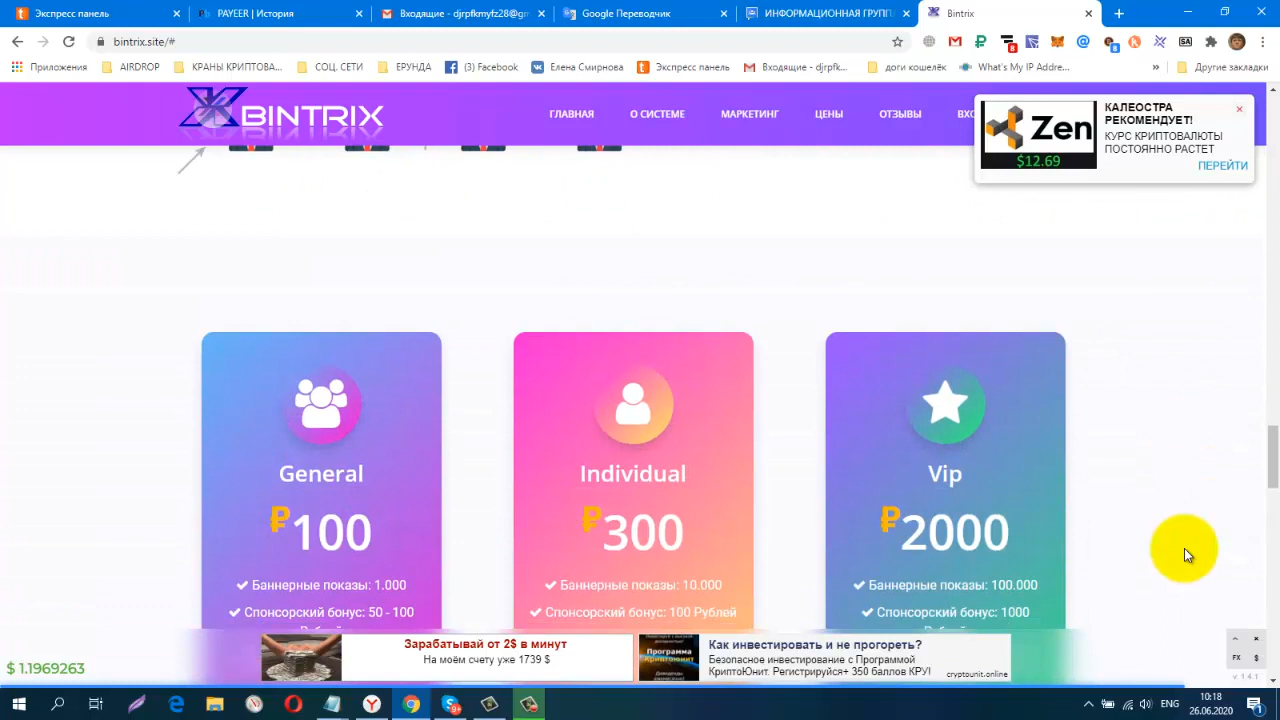 Экспресс панель
PAYEER | История
Входящие - djrpfkmyfz28@gm
Google Переводчик
ИНФОРМАЦИОННАЯ ГРУПП
Bintrix
bintrix.site/#
Приложения
AIRDROP
КРАНЫ КРИПТОВА...
СОЦ. СЕТИ
ЕРУНДА
(3) Facebook
Елена Смирнова
Экспресс панель
Входящие - djrpfk...
доги кошелёк
What's My IP Addre...
»
Другие закладки
BINTRIX
ГЛАВНАЯ
О СИСТЕМЕ
МАРКЕТИНГ
ЦЕНЫ
ОТЗЫВЫ
ВХО
Zen
$12.69
КАЛЕОСТРА
РЕКОМЕНДУЕТ!
КУРС КРИПТОВАЛЮТЫ
ПОСТОЯННО РАСТЕТ
ПЕРЕЙТИ
General
₽100
Баннерные показы: 1.000
Спонсорский бонус: 50 - 100
Individual
₽300
Баннерные показы: 10.000
Спонсорский бонус: 100 Рублей
Vip
₽2000
Баннерные показы: 100.000
Спонсорский бонус: 1000
$ 1.1969263
Зарабатывай от 2$ в минут
На моём счету уже 1739 $
Программа
Криптоюнит
Как инвестировать и не прогореть?
Безопасное инвестирование с Программой
КриптоЮнит. Регистрируйся+ 350 баллов КРУ!
cryptounit.online
FX $
v 1.4.1
ENG
10:18
26.06.2020